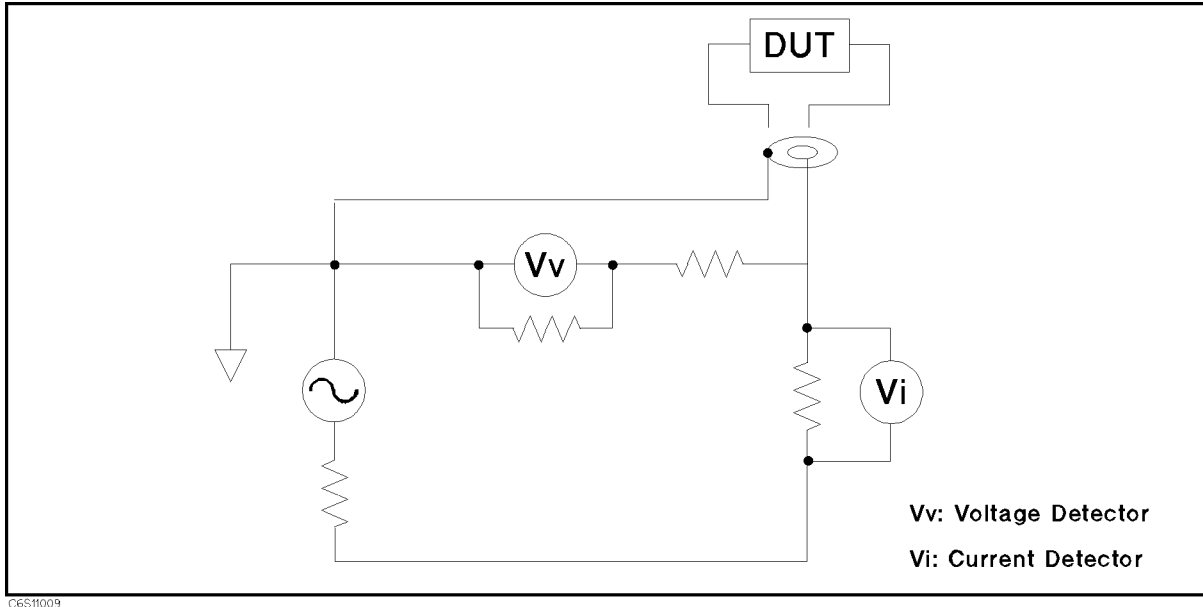 DUT
Vv
Vi
Vv: Voltage Detector
Vi: Current Detector
C6S11009